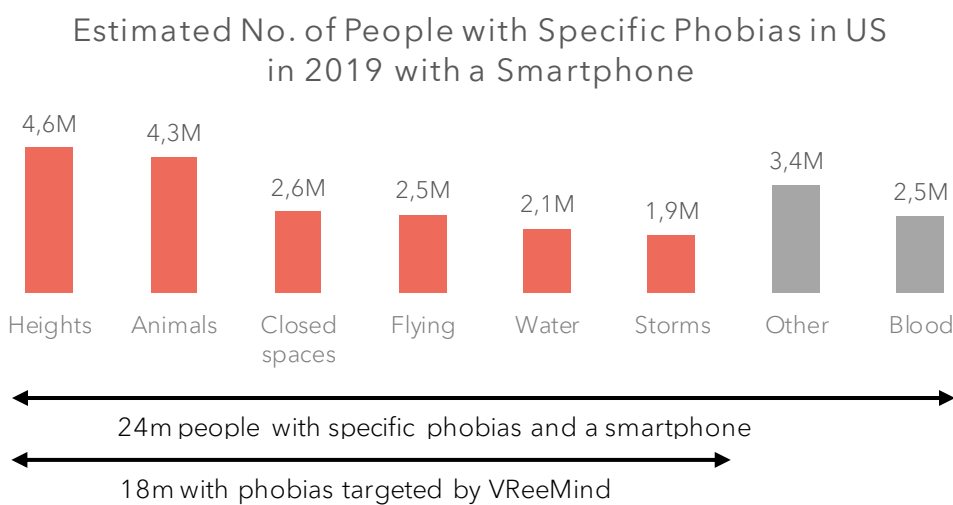 Estimated No. of People with Specific Phobias in US
in 2019 with a Smartphone
4,6M
4,3M
2,6M
2,5M
2,1M
1,9M
3,4M
2,5M
Heights
Animals
Closed
spaces
Flying
Water
Storms
Other
Blood
24m people with specific phobias and a smartphone
18m with phobias targeted by VReeMind